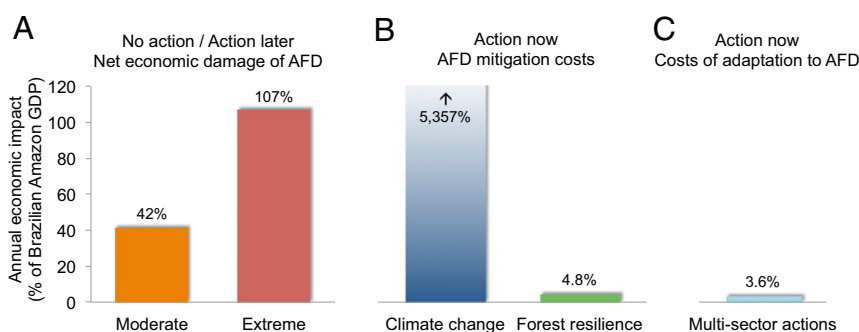 A
No action / Action later
Net economic damage of AFD
B
Action now
AFD mitigation costs
C
Action now
Costs of adaptation to AFD
Annual economic impact
(% of Brazilian Amazon GDP)
120
100
80
60
40
20
0
42%
107%
↑
5,357%
4.8%
3.6%
Moderate
Extreme
Climate change
Forest resilience
Multi-sector actions